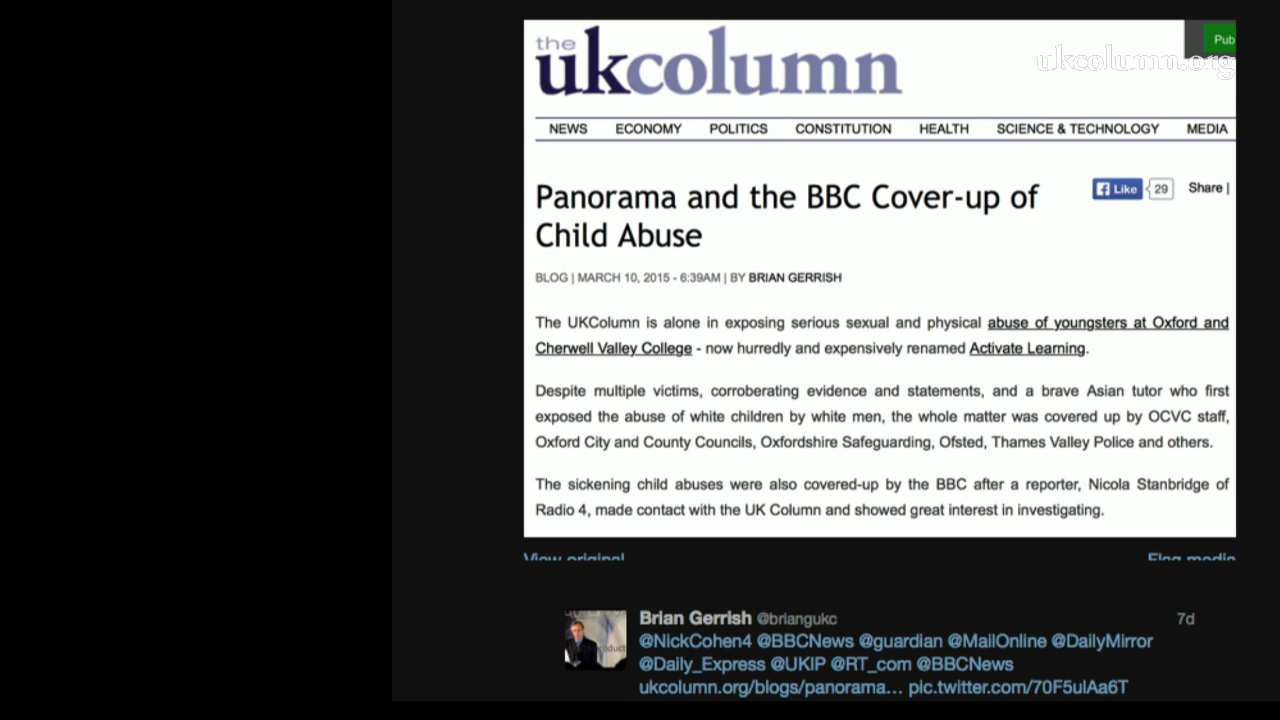 the
ukcolumn
Pub
ukcolumn.org
NEWS ECONOMY POLITICS CONSTITUTION HEALTH SCIENCE & TECHNOLOGY MEDIA
Panorama and the BBC Cover-up of
Child Abuse
Like 29 Share |
BLOG | MARCH 10, 2015 - 6:39AM | BY BRIAN GERRISH
The UKColumn is alone in exposing serious sexual and physical abuse of youngsters at Oxford and
Cherwell Valley College - now hurredly and expensively renamed Activate Learning.
Despite multiple victims, corroberating evidence and statements, and a brave Asian tutor who first
exposed the abuse of white children by white men, the whole matter was covered up by OCVC staff,
Oxford City and County Councils, Oxfordshire Safeguarding, Ofsted, Thames Valley Police and others.
The sickening child abuses were also covered-up by the BBC after a reporter, Nicola Stanbridge of
Radio 4, made contact with the UK Column and showed great interest in investigating.
View original Flag media
Brian Gerrish @briangukc 7d
@NickCohen4 @BBCNews @guardian @MailOnline @DailyMirror
@Daily_Express @UKIP @RT_com @BBCNews
ukcolumn.org/blogs/panorama... pic.twitter.com/70F5ulAa6T